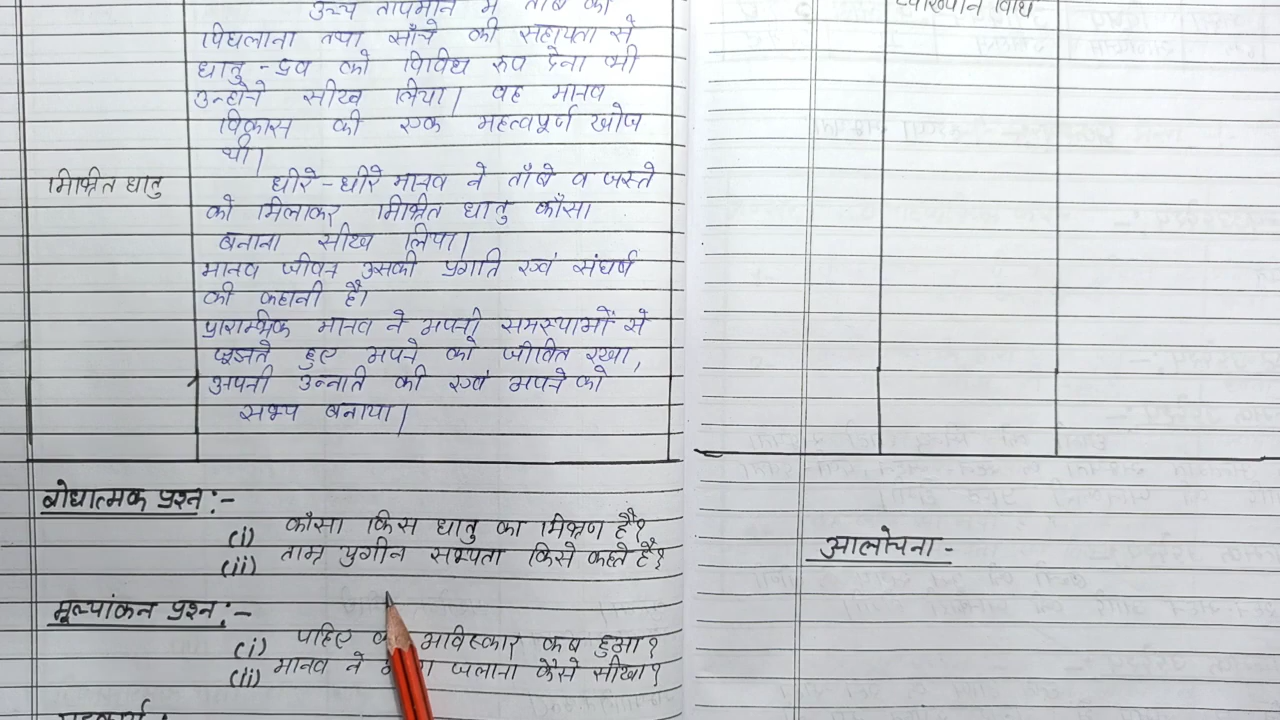 उच्च तापमान में ताँबे को
पिघलाना तथा साँचे की सहायता से
धातु-द्रव को विविध रूप देना भी
उन्होंने सीख लिया। यह मानव
विकास की एक महत्वपूर्ण खोज
थी।
मिश्रित धातु
धीरे-धीरे मानव ने ताँबे व जस्ते
को मिलाकर मिश्रित धातु काँसा
बनाना सीख लिया।
मानव जीवन उसकी प्रगति एवं संघर्ष
की कहानी है।
प्रारम्भिक मानव ने अपनी समस्याओं से
जूझते हुए अपने को जीवित रखा,
अपनी उन्नति की एवं अपने को
सभ्य बनाया।
बोधात्मक प्रश्न:-
(i) काँसा किस धातु का मिश्रण है?
(ii) ताम्र युगीन सभ्यता किसे कहते है?
मूल्यांकन प्रश्न:-
(i) पहिए का आविस्कार कब हुआ?
(ii) मानव ने जलाना कैसे सीखा?
गृहकार्य:
व्याख्यान विधि
आलोचना-